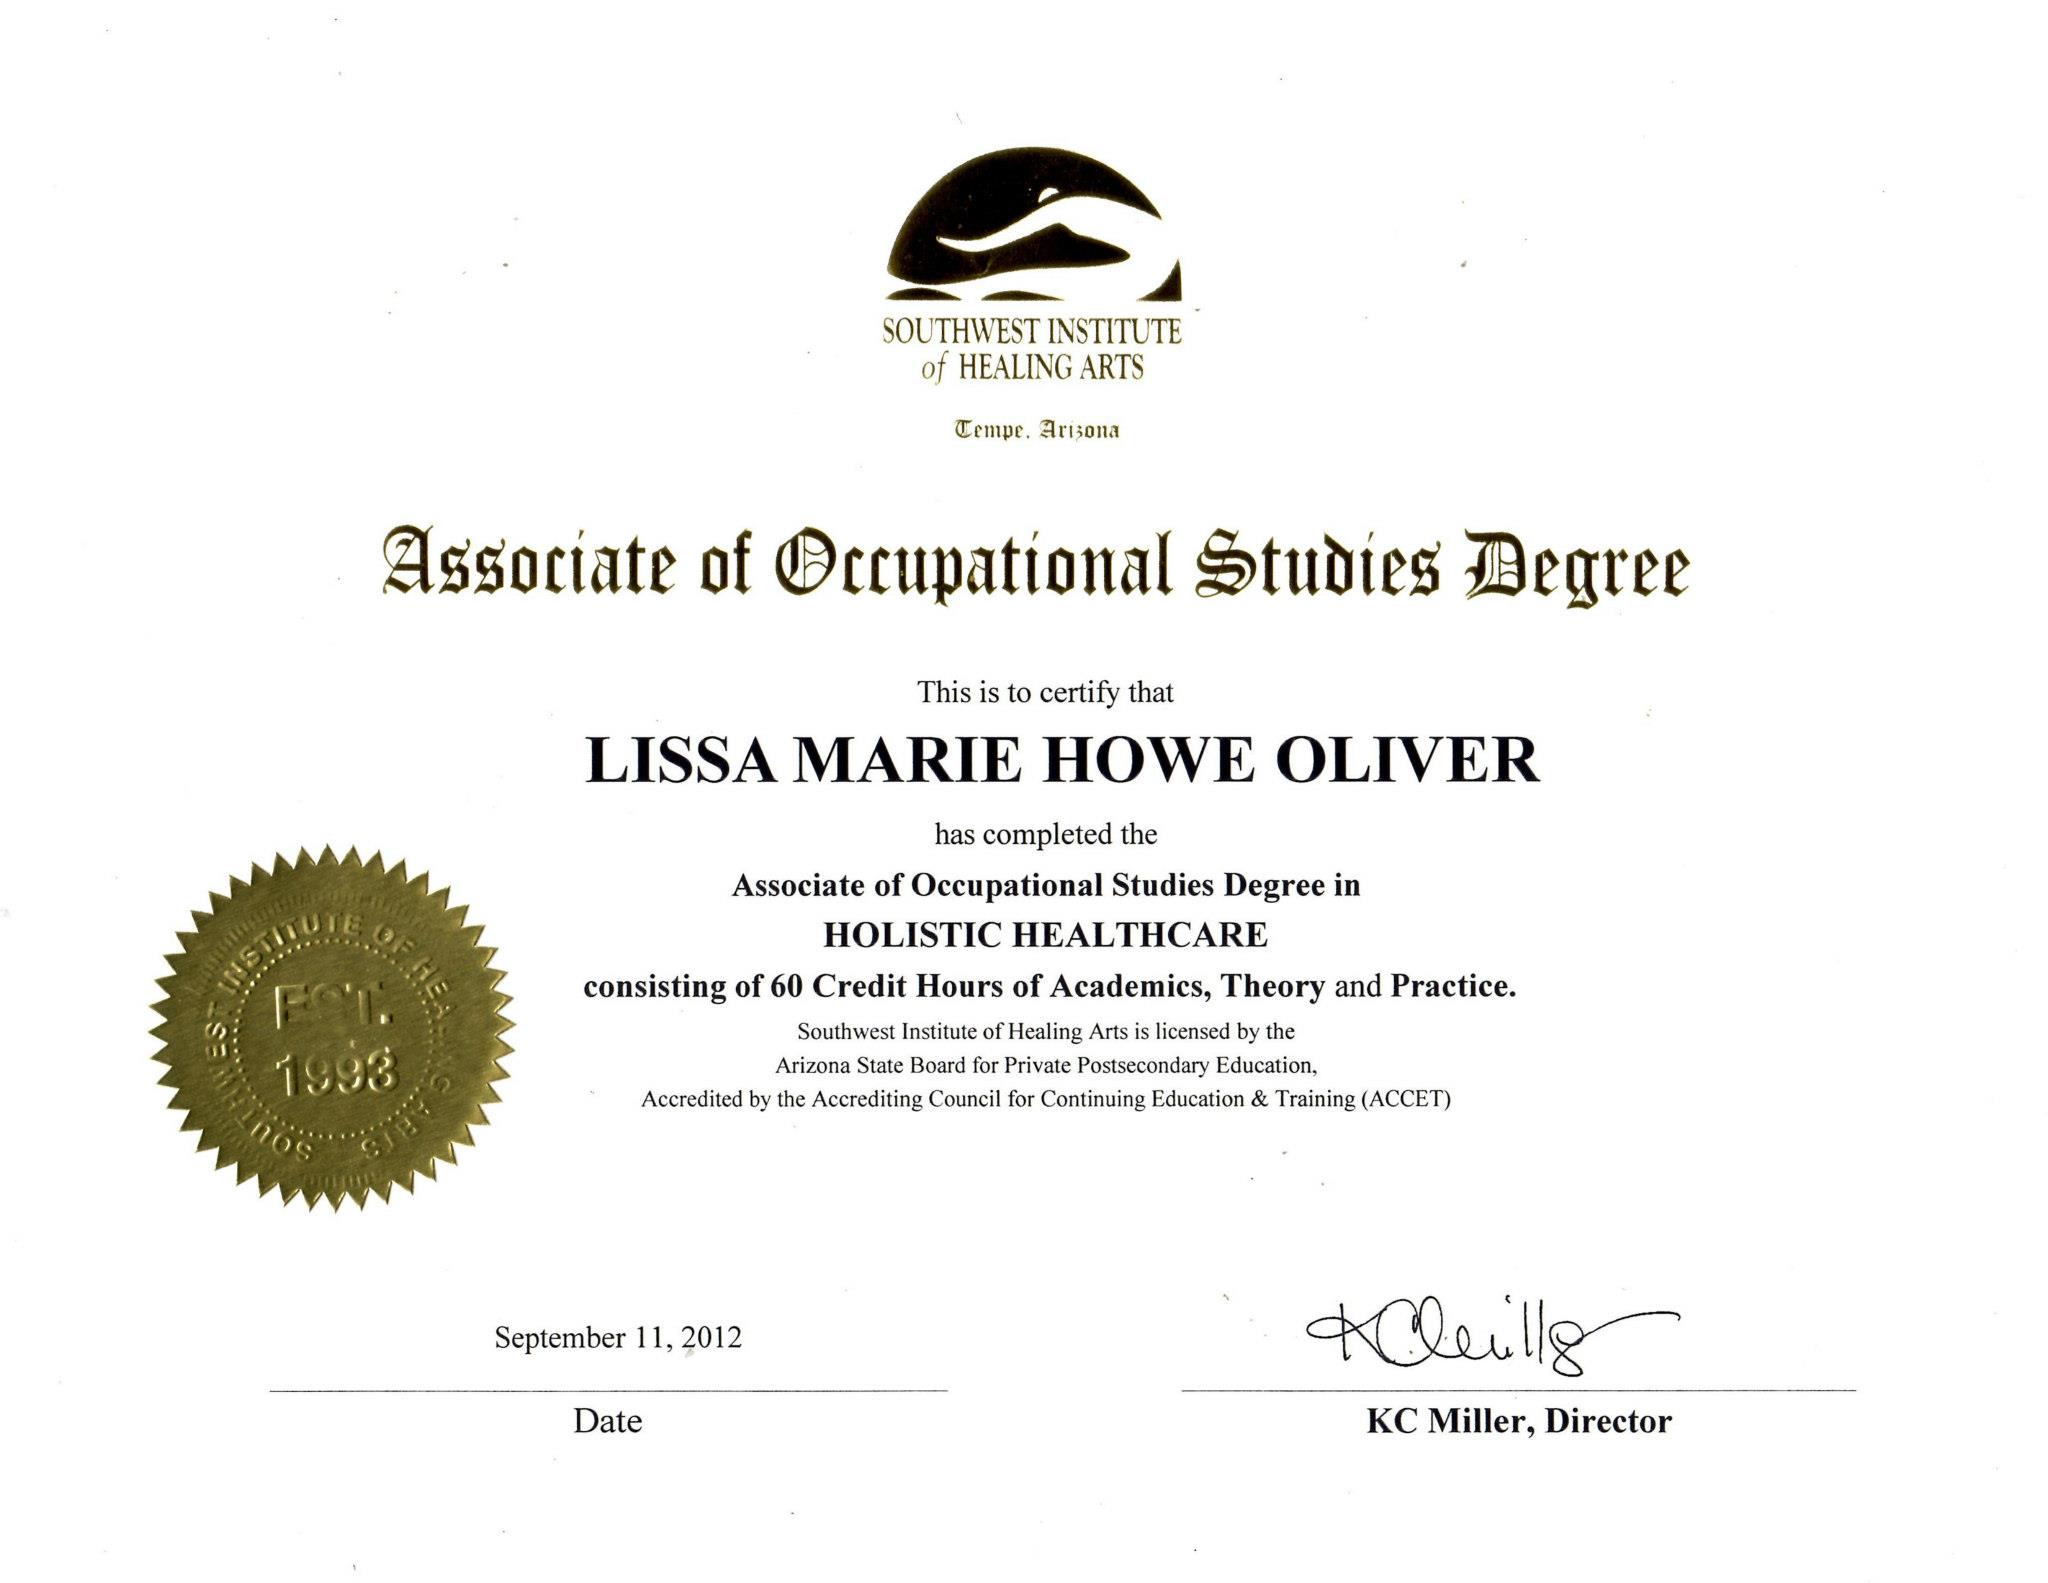 SOUTHWEST INSTITUTE
of HEALING ARTS
Tempe, Arizona
Associate of Occupational Studies Degree
This is to certify that
LISSA MARIE HOWE OLIVER
has completed the
Associate of Occupational Studies Degree in
HOLISTIC HEALTHCARE
consisting of 60 Credit Hours of Academics, Theory and Practice.
Southwest Institute of Healing Arts is licensed by the
Arizona State Board for Private Postsecondary Education,
Accredited by the Accrediting Council for Continuing Education & Training (ACCET)
SOUTHWEST INSTITUTE OF HEALING ARTS
EST.
1993
September 11, 2012
KC Miller
Date
KC Miller, Director